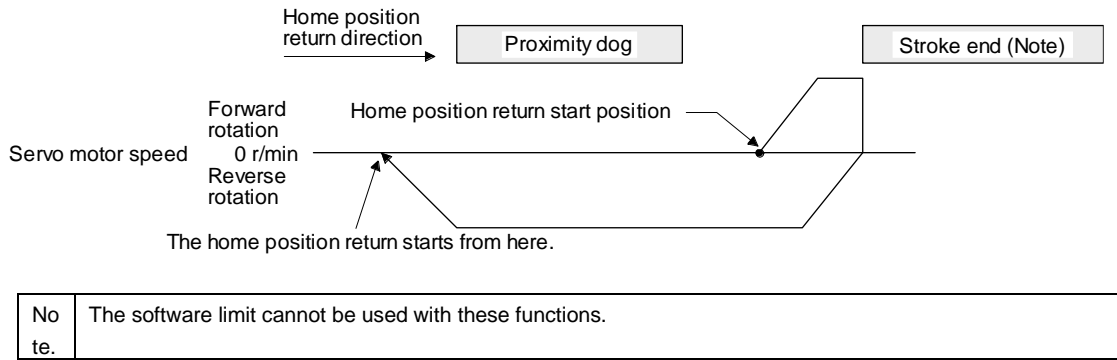 Home position
return direction
Proximity dog
Stroke end (Note)
Home position return start position
Forward
rotation
Servo motor speed 0 r/min
Reverse
rotation
The home position return starts from here.
No
te.
The software limit cannot be used with these functions.